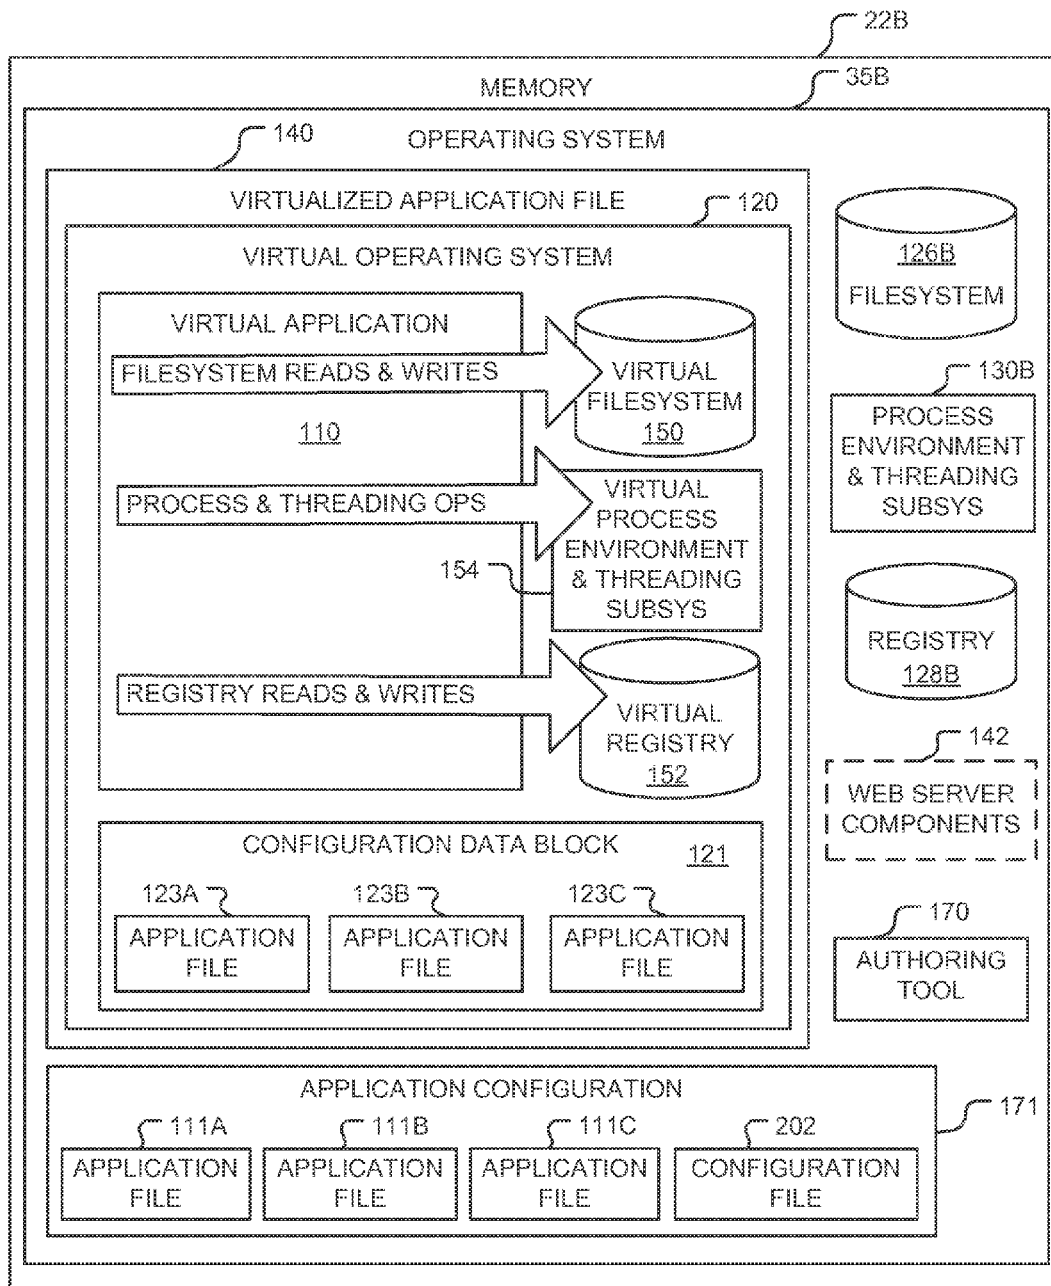 22B
MEMORY
35B
OPERATING SYSTEM
140
VIRTUALIZED APPLICATION FILE
120
VIRTUAL OPERATING SYSTEM
VIRTUAL APPLICATION
FILESYSTEM READS & WRITES
110
PROCESS & THREADING OPS
154
REGISTRY READS & WRITES
VIRTUAL
FILESYSTEM
150
VIRTUAL
PROCESS
ENVIRONMENT
& THREADING
SUBSYS
VIRTUAL
REGISTRY
152
CONFIGURATION DATA BLOCK
121
123A
APPLICATION
FILE
123B
APPLICATION
FILE
123C
APPLICATION
FILE
126B
FILESYSTEM
130B
PROCESS
ENVIRONMENT
& THREADING
SUBSYS
REGISTRY
128B
142
WEB SERVER
COMPONENTS
170
AUTHORING
TOOL
APPLICATION CONFIGURATION
171
111A
APPLICATION
FILE
111B
APPLICATION
FILE
111C
APPLICATION
FILE
202
CONFIGURATION
FILE